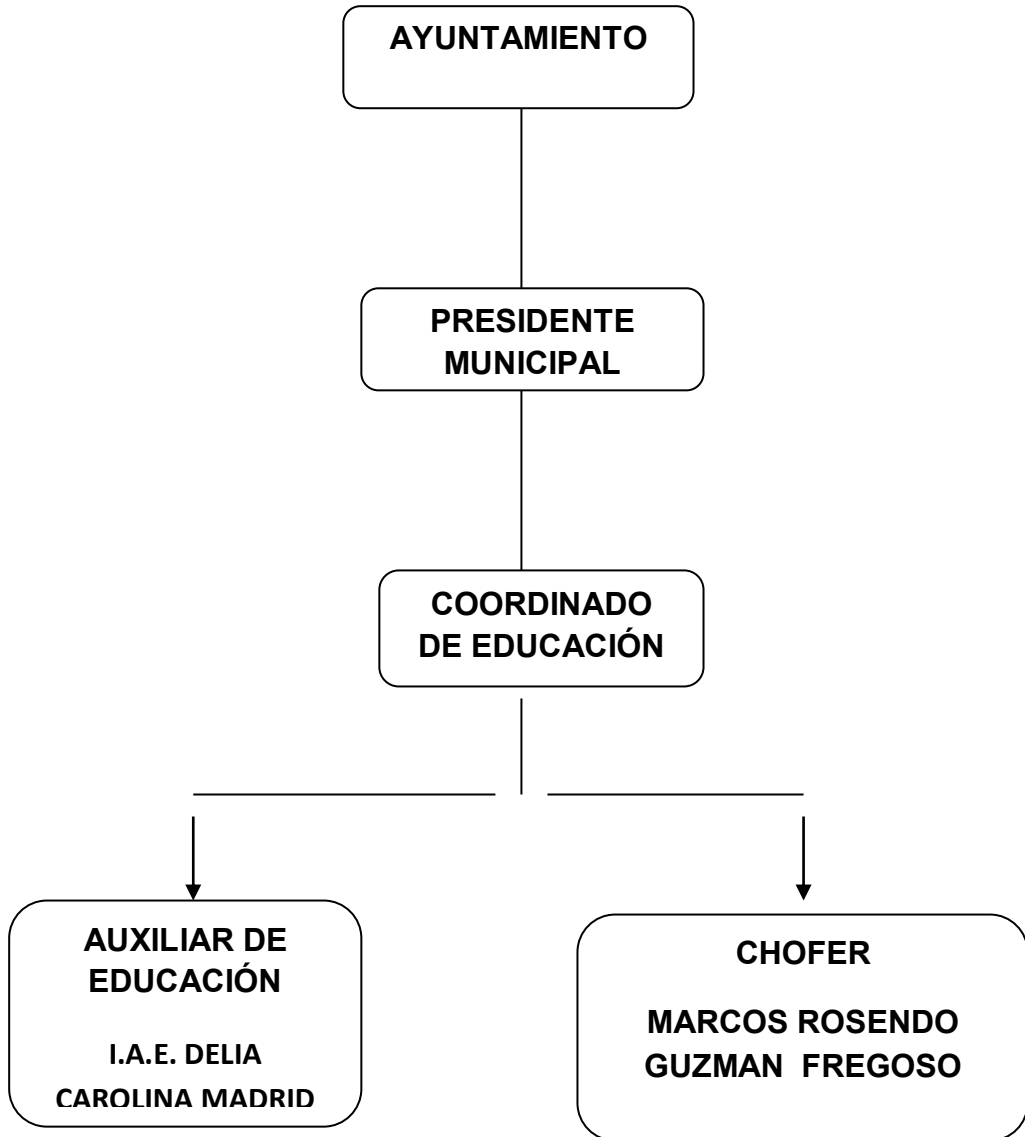 AYUNTAMIENTO
PRESIDENTE
MUNICIPAL
COORDINADO
DE EDUCACIÓN
AUXILIAR DE
EDUCACIÓN
I.A.E. DELIA
CAROLINA MADRID
CHOFER
MARCOS ROSENDO
GUZMAN FREGOSO